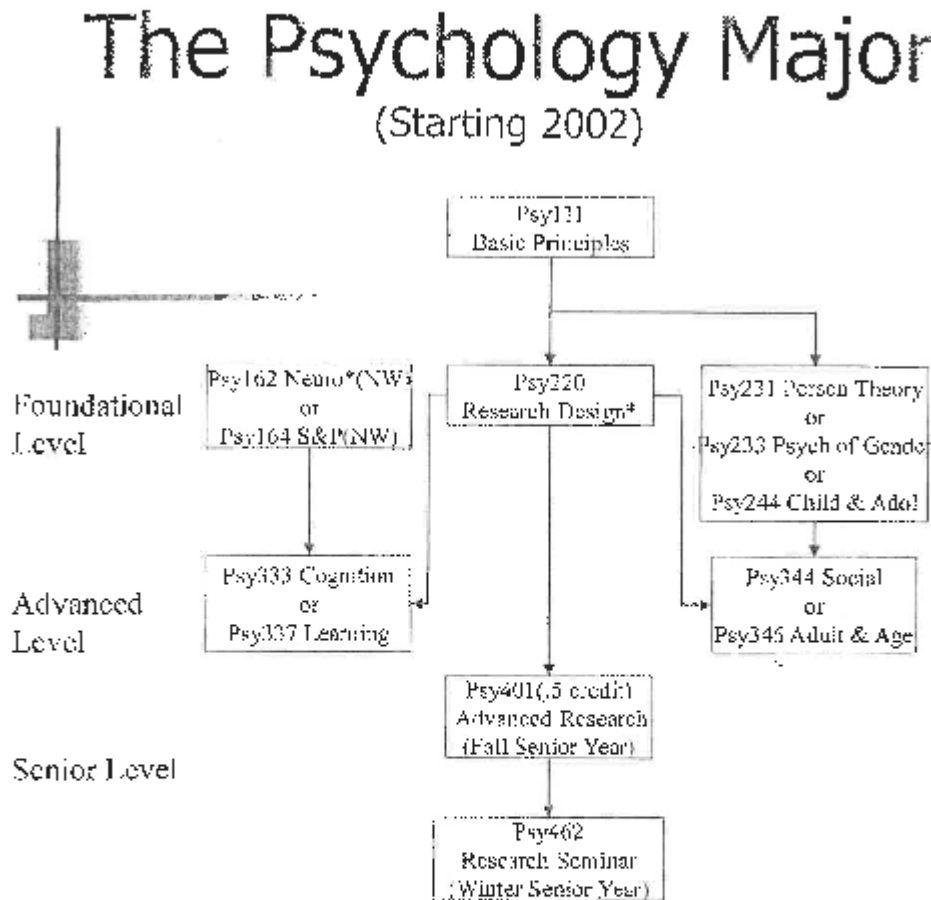 The Psychology Major
(Starting 2002)
Psy131
Basic Principles
Foundational
Level
Psy162 Neuro*(NW)
or
Psy164 S&P(NW)
Psy220
Research Design*
Psy231 Person Theory
or
Psy233 Psych of Gende
or
Psy244 Child & Adol
Advanced
Level
Psy333 Cognition
or
Psy337 Learning
Psy344 Social
or
Psy346 Adult & Age
Senior Level
Psy401(.5 credit)
Advanced Research
(Fall Senior Year)
Psy462
Research Seminar
(Winter Senior Year)